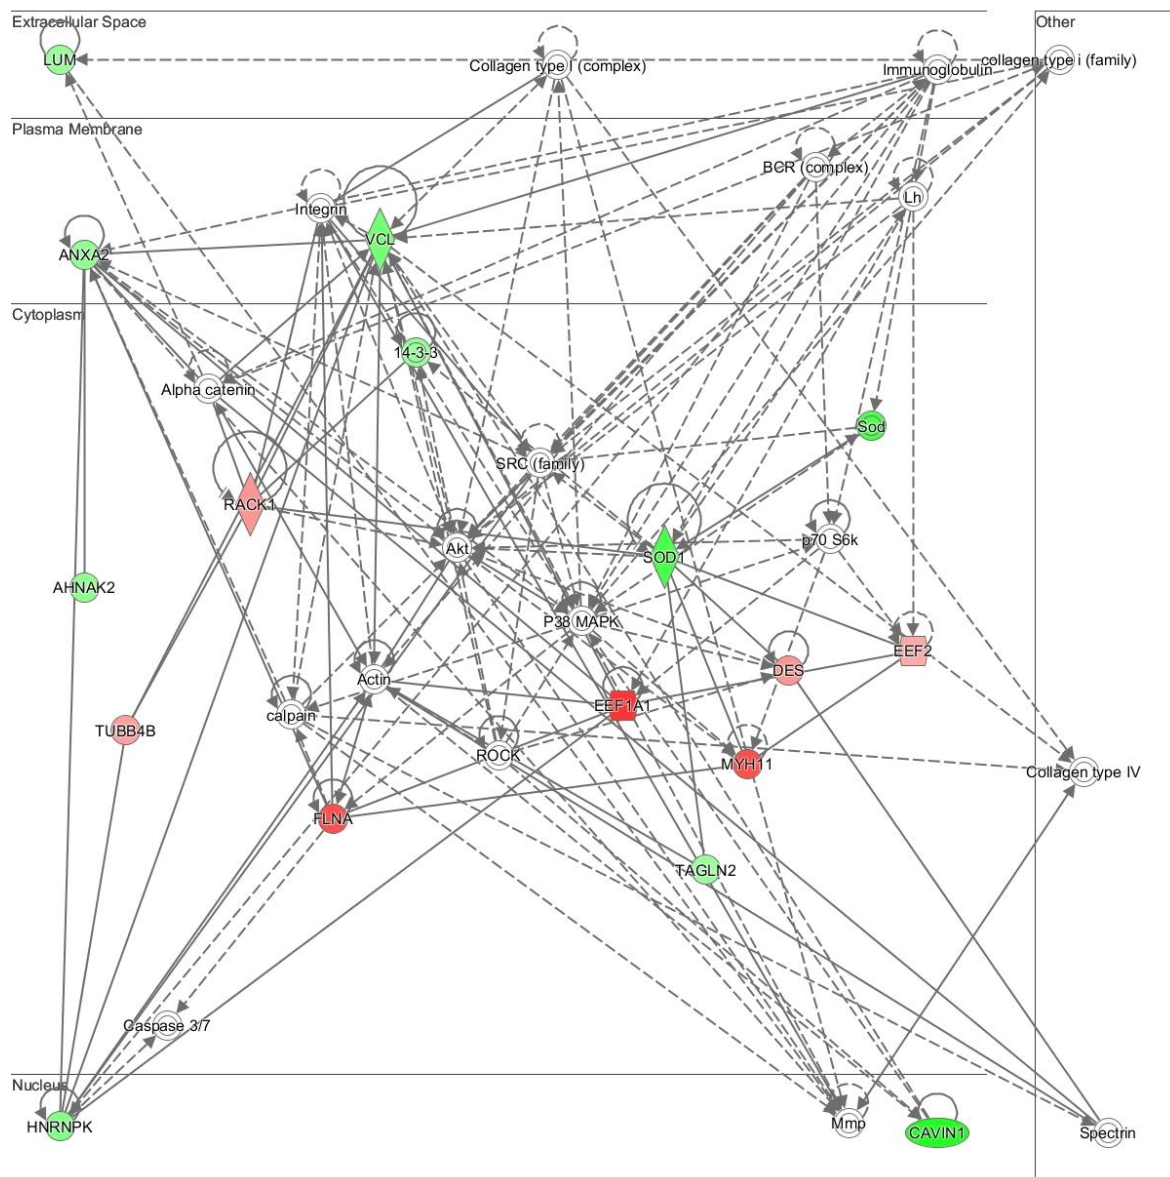 Extracellular Space
Other
LUM
Collagen type I (complex)
Immunoglobulin
collagen type i (family)
Plasma Membrane
BCR (complex)
Integrin
Lh
VCL
ANXA2
Cytoplasm
14-3-3
Alpha catenin
Sod
SRC (family)
RACK1
Akt
SOD1
p70 S6k
AHNAK2
P38 MAPK
EEF2
DES
Actin
EEF1A1
calpain
TUBB4B
ROCK
MYH11
Collagen type IV
FLNA
TAGLN2
Caspase 3/7
Nucleus
HNRNPK
Mmp
CAVIN1
Spectrin